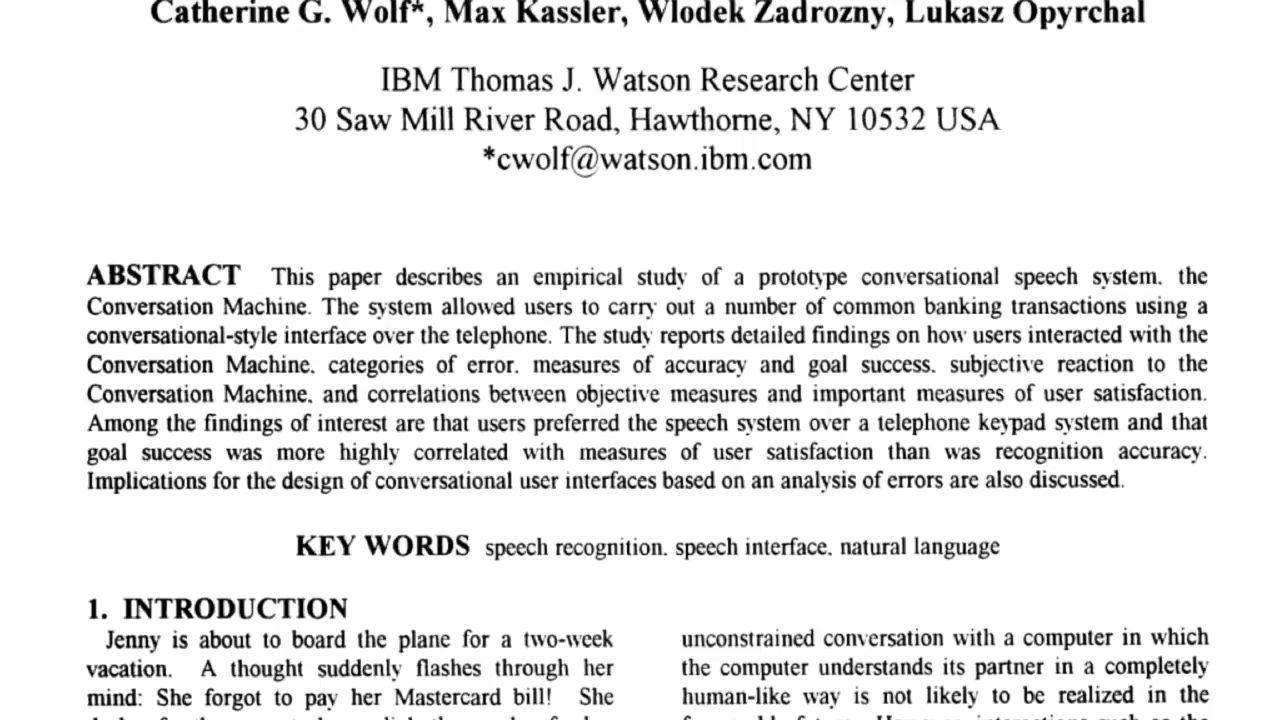 Catherine G. Wolf*, Max Kassler, Wlodek Zadrozny, Lukasz Opyrchal
IBM Thomas J. Watson Research Center
30 Saw Mill River Road, Hawthorne, NY 10532 USA
*cwolf@watson.ibm.com
ABSTRACT This paper describes an empirical study of a prototype conversational speech system, the
Conversation Machine. The system allowed users to carry out a number of common banking transactions using a
conversational-style interface over the telephone. The study reports detailed findings on how users interacted with the
Conversation Machine, categories of error, measures of accuracy and goal success, subjective reaction to the
Conversation Machine, and correlations between objective measures and important measures of user satisfaction.
Among the findings of interest are that users preferred the speech system over a telephone keypad system and that
goal success was more highly correlated with measures of user satisfaction than was recognition accuracy.
Implications for the design of conversational user interfaces based on an analysis of errors are also discussed.
KEY WORDS speech recognition, speech interface, natural language
1. INTRODUCTION
Jenny is about to board the plane for a two-week
vacation. A thought suddenly flashes through her
mind: She forgot to pay her Mastercard bill! She
unconstrained conversation with a computer in which
the computer understands its partner in a completely
human-like way is not likely to be realized in the